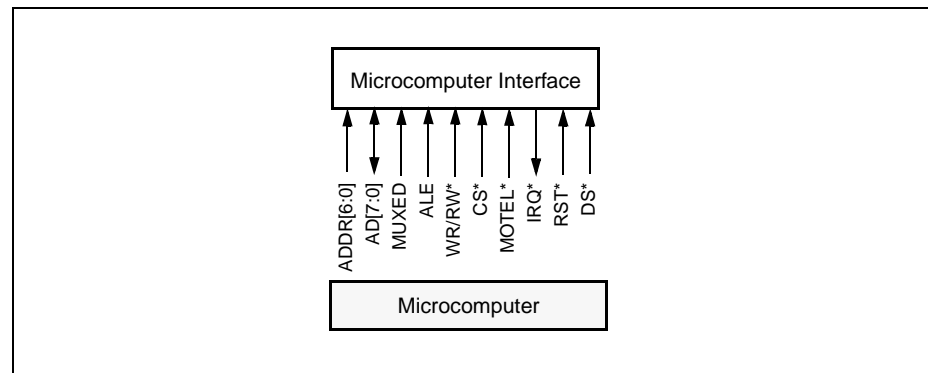 Microcomputer Interface
ADDR[6:0]
AD[7:0]
MUXED
ALE
WR/RW*
CS*
MOTEL*
IRQ*
RST*
DS*
Microcomputer